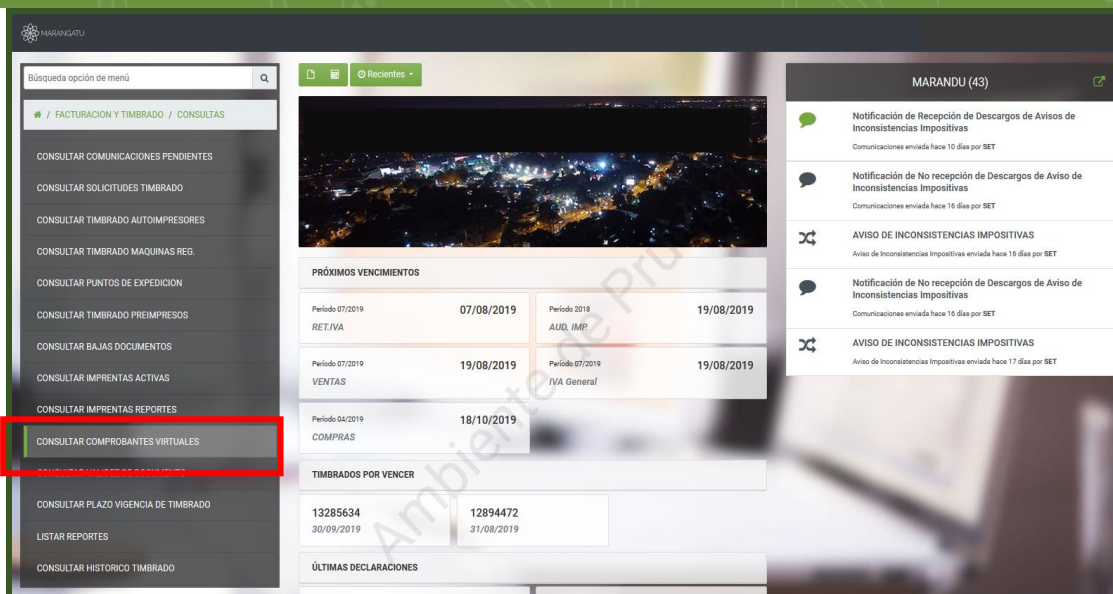 MARANGATU
Búsqueda opción de menú
/ FACTURACION Y TIMBRADO / CONSULTAS
CONSULTAR COMUNICACIONES PENDIENTES
CONSULTAR SOLICITUDES TIMBRADO
CONSULTAR TIMBRADO AUTOIMPRESORES
CONSULTAR TIMBRADO MAQUINAS REG.
CONSULTAR PUNTOS DE EXPEDICION
CONSULTAR TIMBRADO PREIMPRESOS
CONSULTAR BAJAS DOCUMENTOS
CONSULTAR IMPRENTAS ACTIVAS
CONSULTAR IMPRENTAS REPORTES
CONSULTAR COMPROBANTES VIRTUALES
CONSULTAR PLAZO VIGENCIA DE TIMBRADO
LISTAR REPORTES
CONSULTAR HISTORICO TIMBRADO
Recientes
PRÓXIMOS VENCIMIENTOS
Período 07/2019 07/08/2019
RET.IVA
Período 2018 19/08/2019
AUD. IMP.
Período 07/2019 19/08/2019
VENTAS
Período 07/2019 19/08/2019
IVA General
Período 04/2019 18/10/2019
COMPRAS
TIMBRADOS POR VENCER
13285634
30/09/2019
12894472
31/08/2019
ÚLTIMAS DECLARACIONES
Ambiente de Pru
MARANDU (43)
Notificación de Recepción de Descargos de Avisos de
Inconsistencias Impositivas
Comunicaciones enviada hace 10 días por SET
Notificación de No recepción de Descargos de Aviso de
Inconsistencias Impositivas
Comunicaciones enviada hace 16 días por SET
AVISO DE INCONSISTENCIAS IMPOSITIVAS
Aviso de Inconsistencias Impositivas enviada hace 16 días por SET
Notificación de No recepción de Descargos de Aviso de
Inconsistencias Impositivas
Comunicaciones enviada hace 16 días por SET
AVISO DE INCONSISTENCIAS IMPOSITIVAS
Aviso de Inconsistencias Impositivas enviada hace 17 días por SET